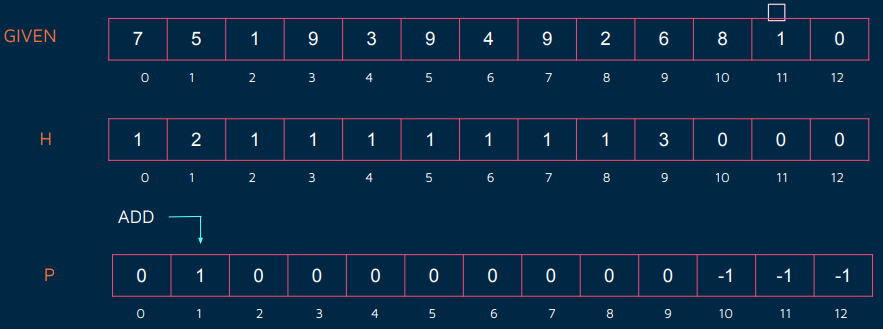 GIVEN 7 5 1 9 3 9 4 9 2 6 8 1 0
0 1 2 3 4 5 6 7 8 9 10 11 12
H 1 2 1 1 1 1 1 1 1 3 0 0 0
0 1 2 3 4 5 6 7 8 9 10 11 12
ADD
P 0 1 0 0 0 0 0 0 0 0 -1 -1 -1
0 1 2 3 4 5 6 7 8 9 10 11 12